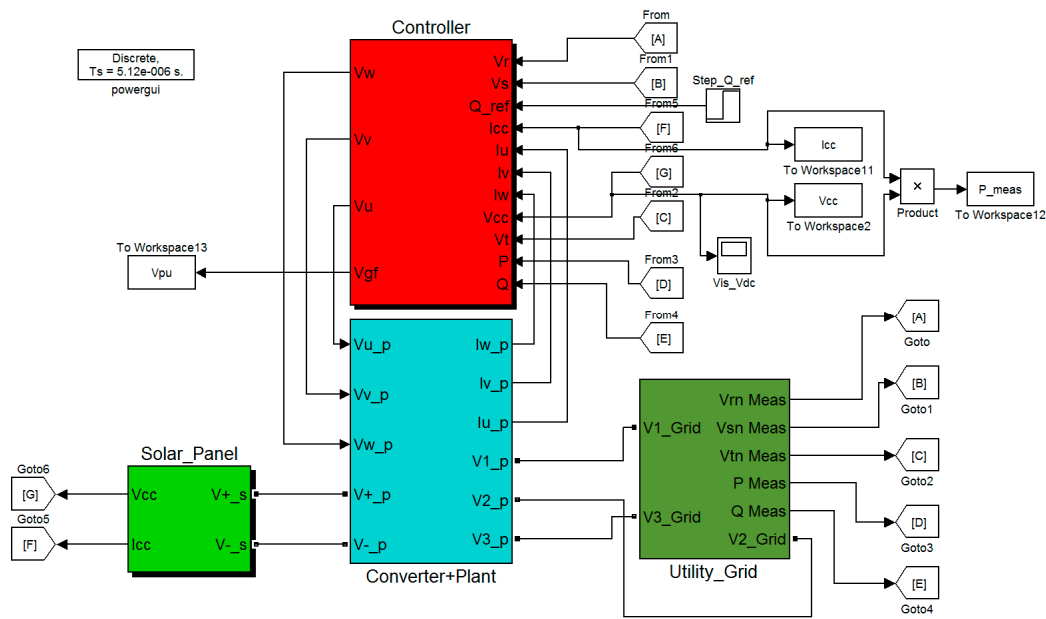 Discrete,
Ts = 5.12e-006 s.
powergui
Controller
Vw
Vv
Vu
Vgf
Vr
Vs
Q_ref
Icc
Iu
Iv
Iw
Vcc
Vt
P
Q
To Workspace13
Vpu
From
[A]
From1
[B]
Step_Q_ref
From5
[F]
From6
[G]
From2
[C]
From3
[D]
From4
[E]
Icc
To Workspace11
Vcc
To Workspace2
Vis_Vdc
×
Product
P_meas
To Workspace12
Vu_p
Vv_p
Vw_p
V+_p
V-_p
Iw_p
Iv_p
Iu_p
V1_p
V2_p
V3_p
Converter+Plant
Solar_Panel
Vcc
Icc
V+_s
V-_s
Goto6
[G]
Goto5
[F]
V1_Grid
V3_Grid
Vrn Meas
Vsn Meas
Vtn Meas
P Meas
Q Meas
V2_Grid
Utility_Grid
[A]
Goto
[B]
Goto1
[C]
Goto2
[D]
Goto3
[E]
Goto4